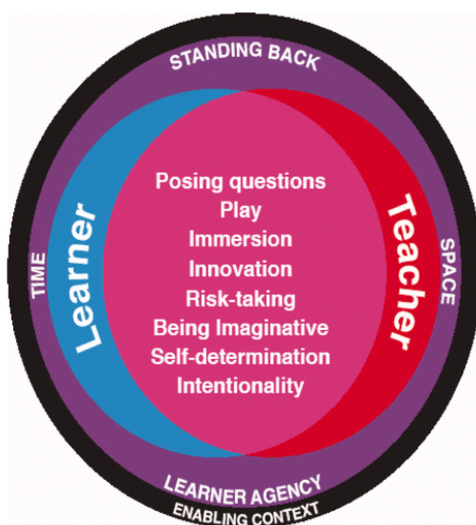 STANDING BACK
Learner
Teacher
TIME
SPACE
Posing questions
Play
Immersion
Innovation
Risk-taking
Being Imaginative
Self-determination
Intentionality
LEARNER AGENCY
ENABLING CONTEXT